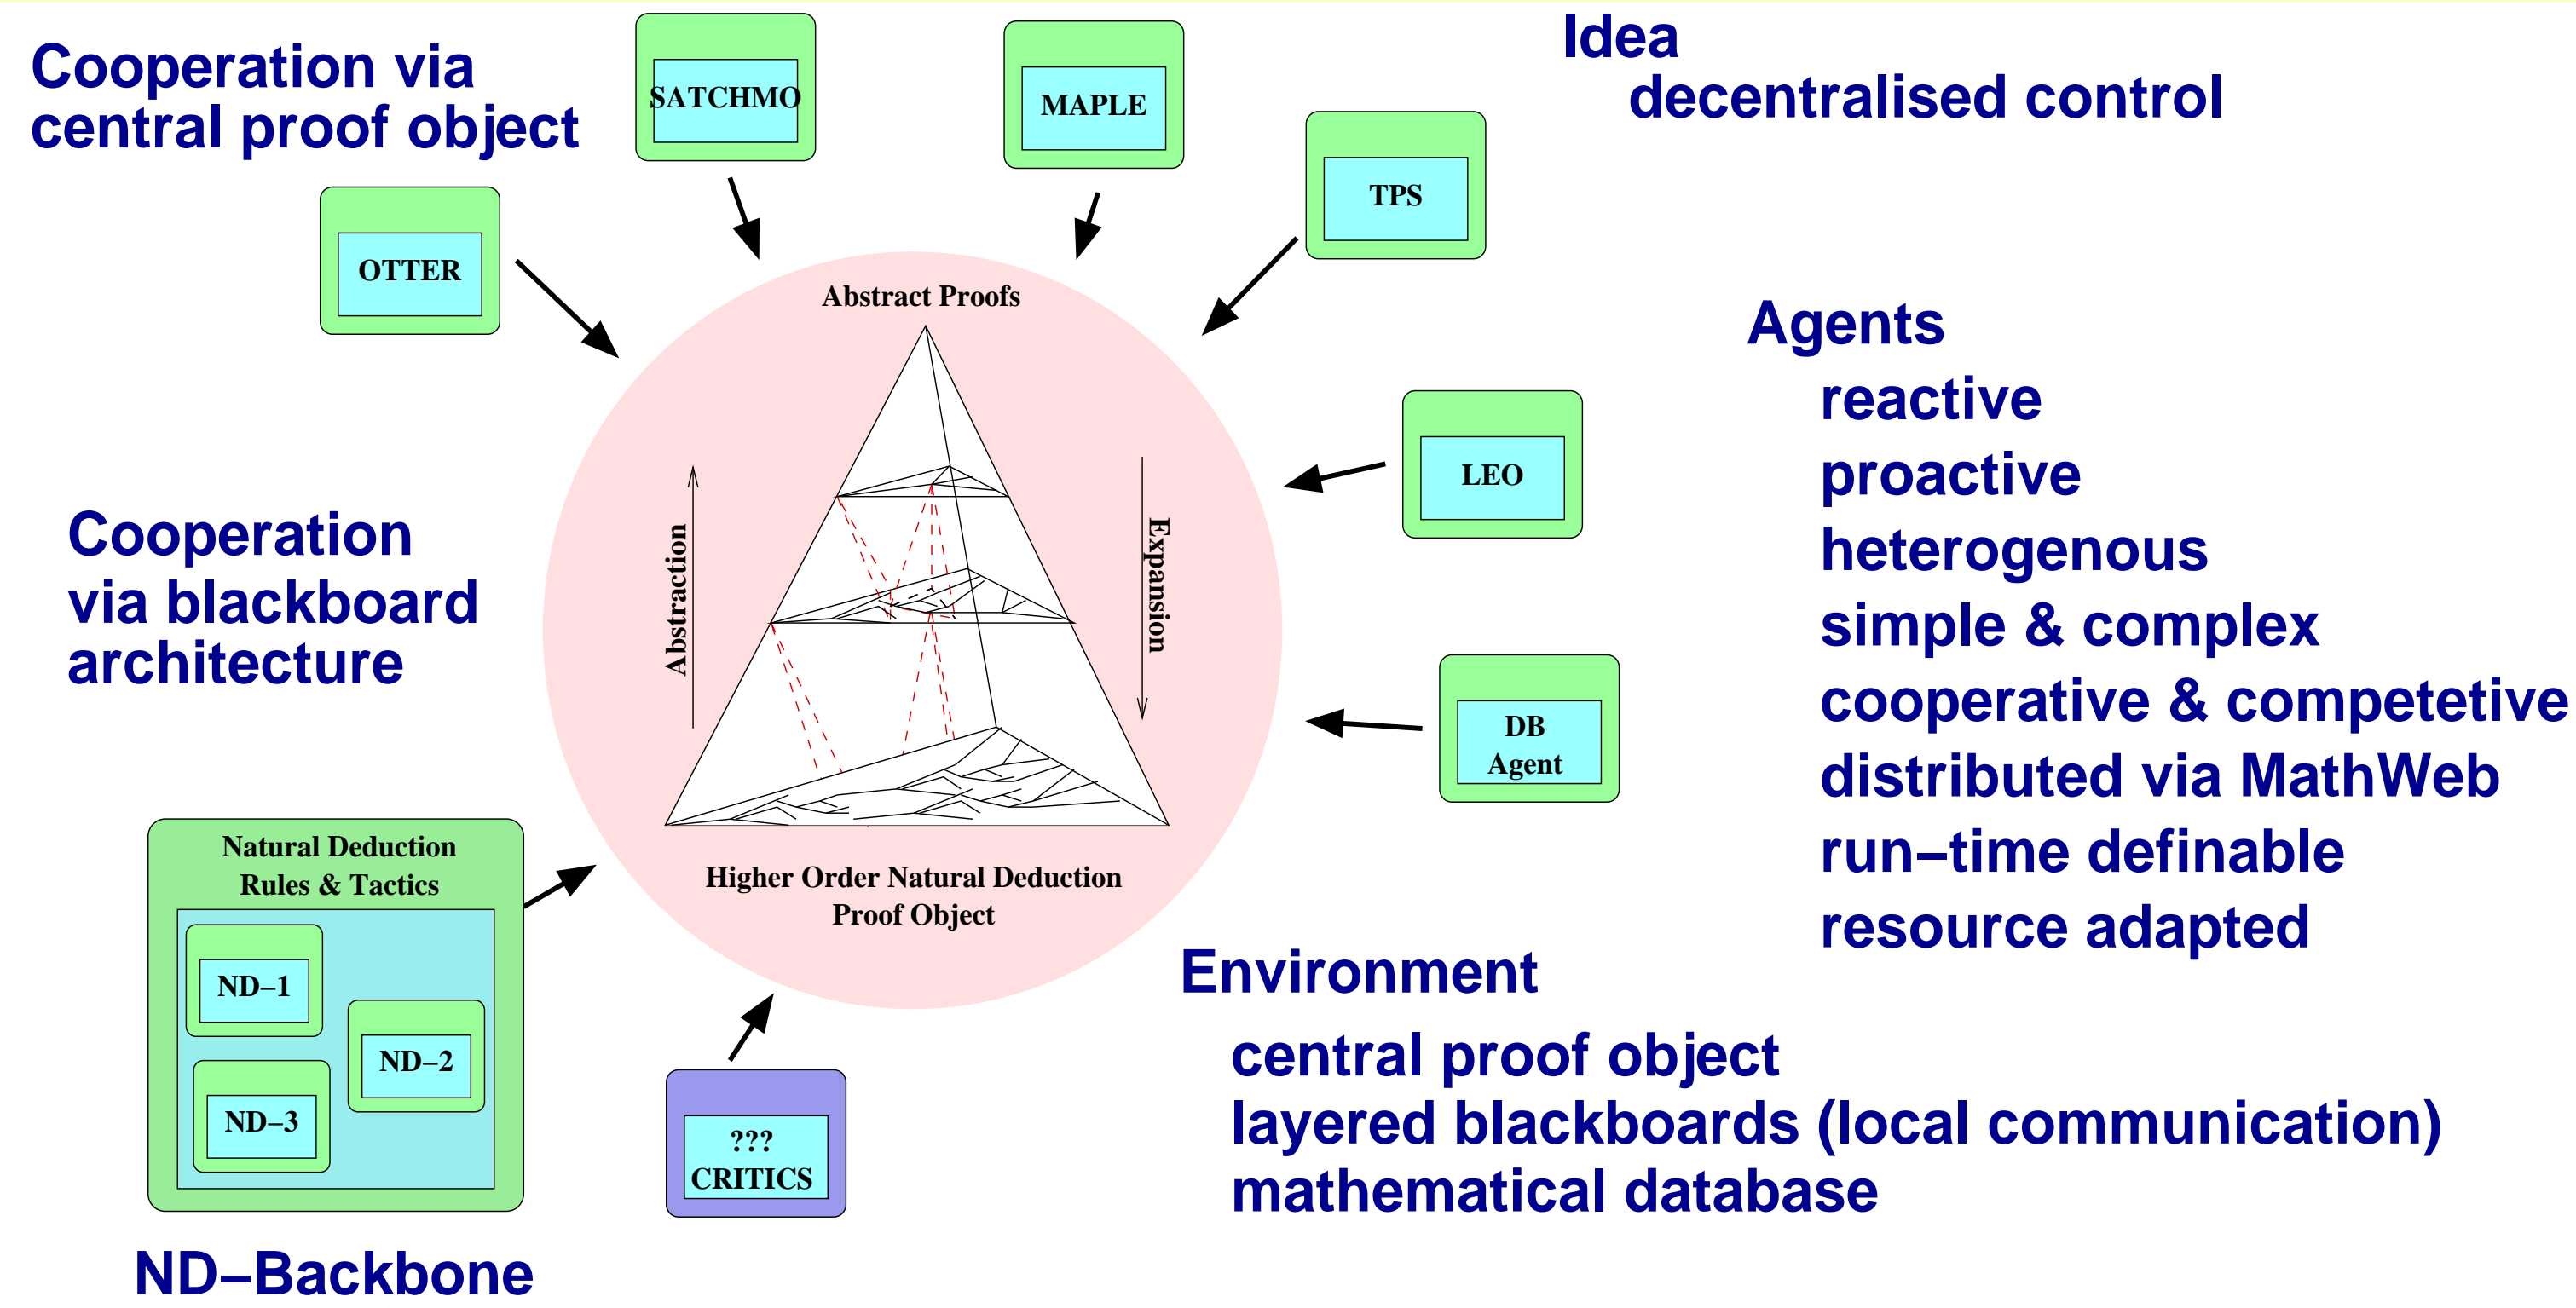 Cooperation via
central proof object
SATCHMO
MAPLE
Idea
decentralised control
TPS
OTTER
Abstract Proofs
Agents
reactive
proactive
heterogenous
simple & complex
cooperative & competetive
distributed via MathWeb
run–time definable
resource adapted
LEO
Cooperation
via blackboard
architecture
Abstraction
Expansion
DB
Agent
Natural Deduction
Rules & Tactics
ND–1
ND–2
ND–3
Higher Order Natural Deduction
Proof Object
Environment
central proof object
layered blackboards (local communication)
mathematical database
???
CRITICS
ND–Backbone